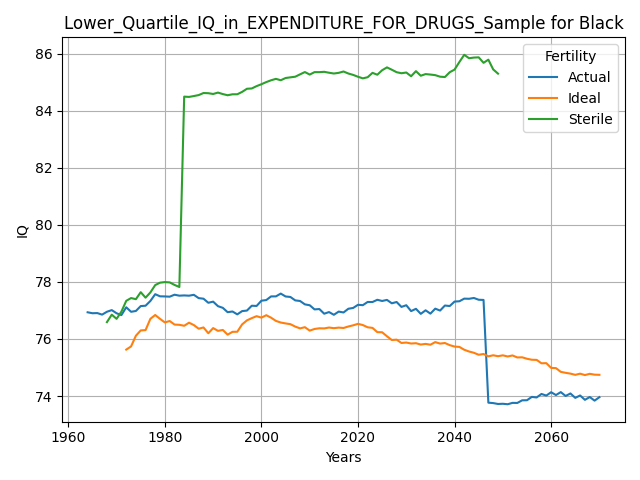 Lower_Quartile_IQ_in_EXPENDITURE_FOR_DRUGS_Sample for Black
Fertility
Actual
Ideal
Sterile
IQ
86
84
82
80
78
76
74
1960 1980 2000 2020 2040 2060
Years